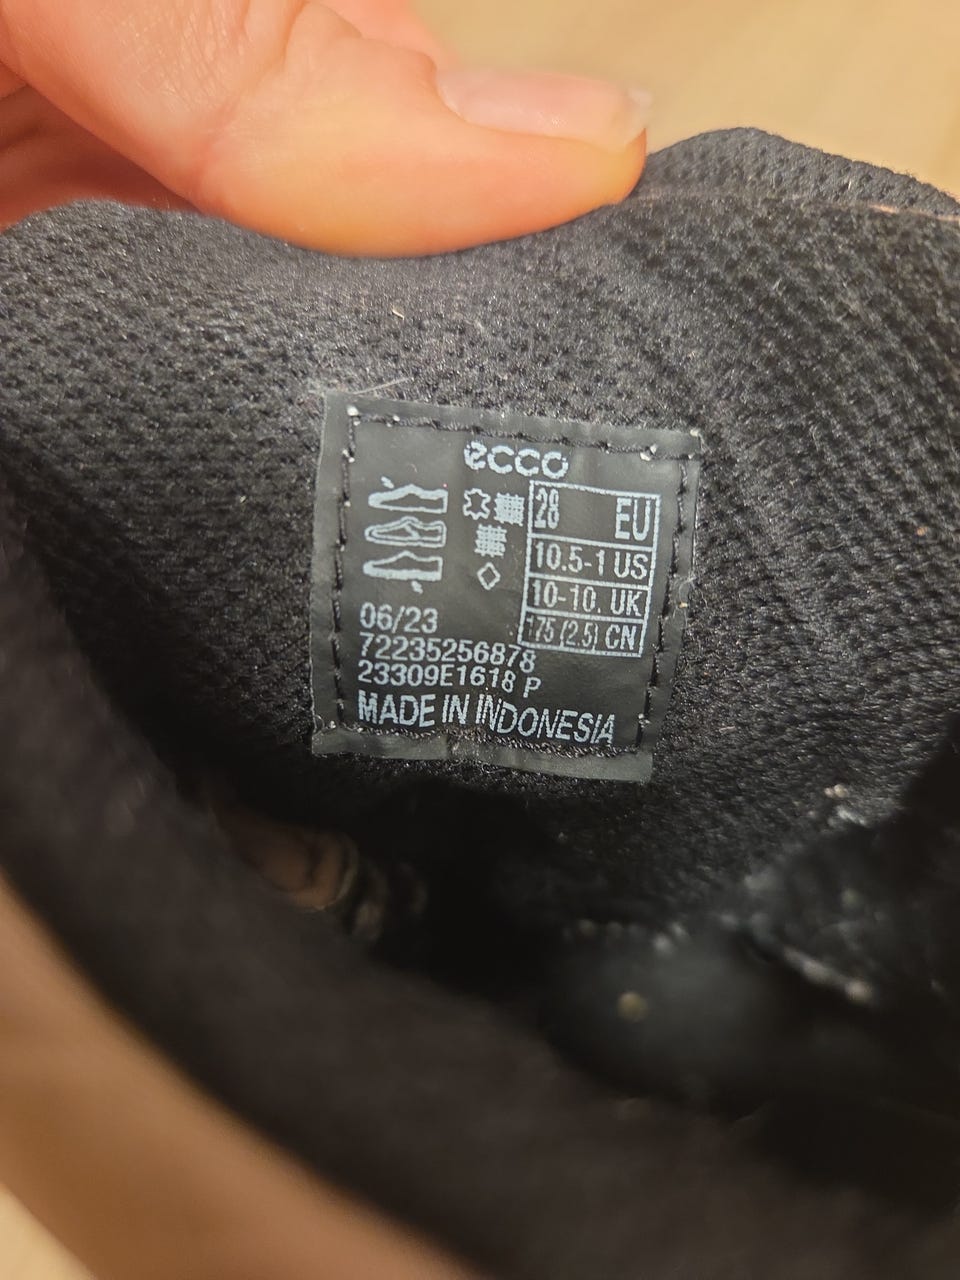 ecco
28 EU
10.5-1 US
10-10. UK
175 (2.5) CN
06/23
72235256878
23309E1618 P
MADE IN INDONESIA